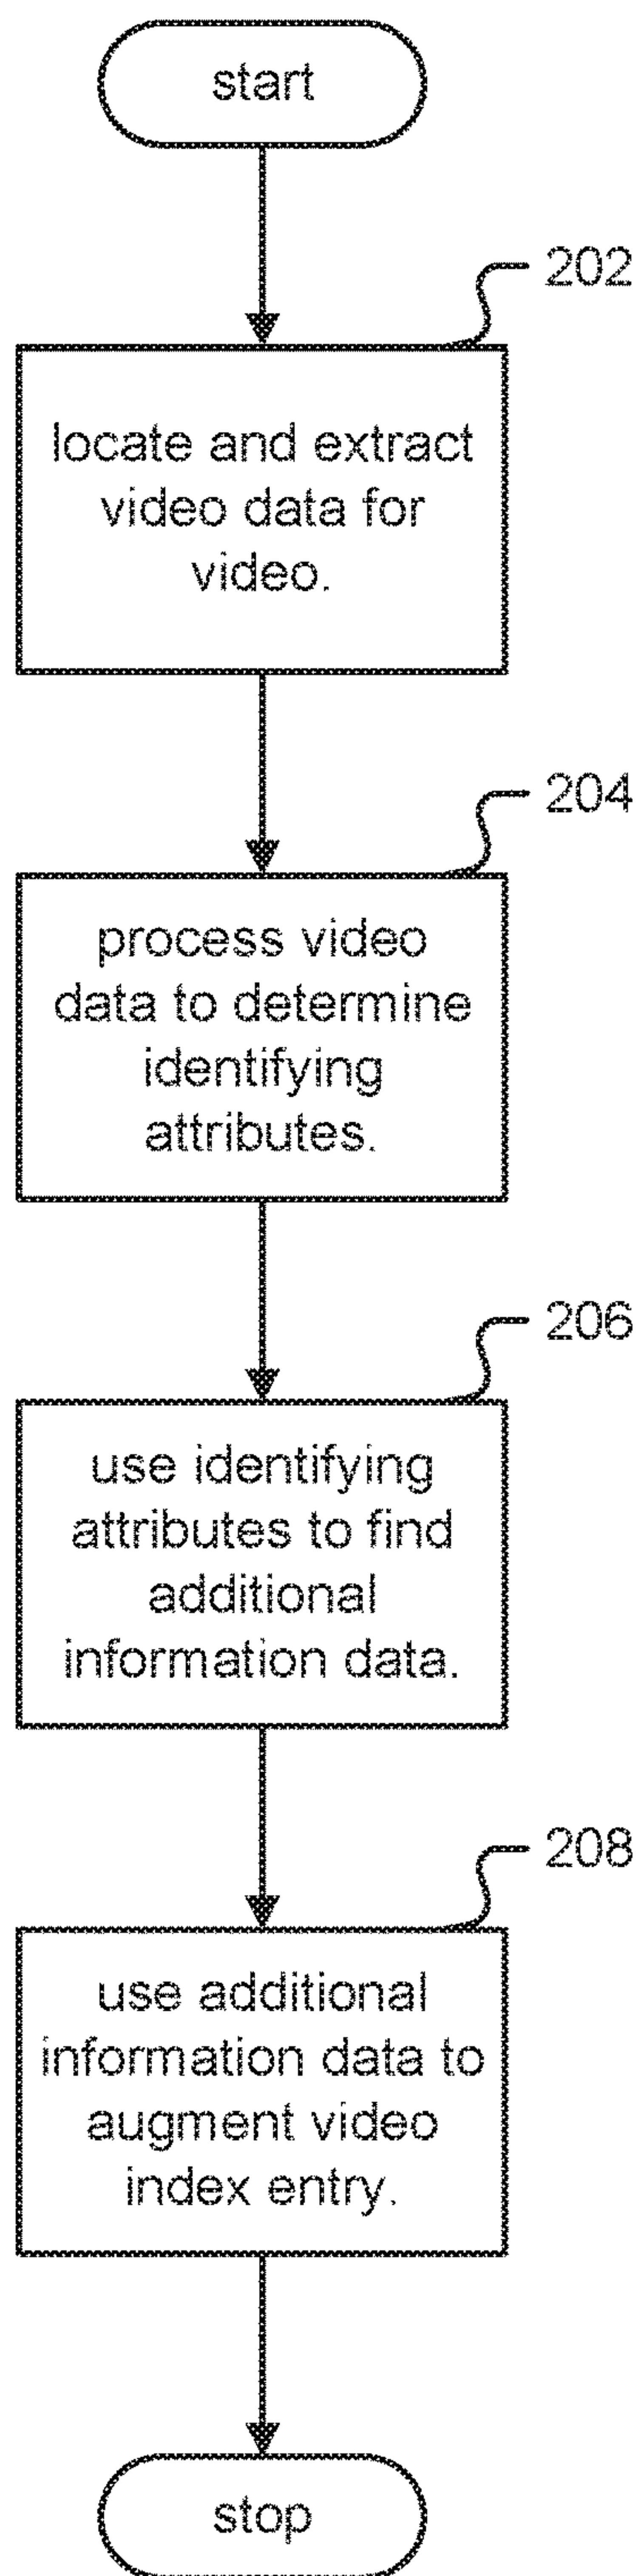 start
202
locate and extract
video data for
video.
204
process video
data to determine
identifying
attributes.
206
use identifying
attributes to find
additional
information data.
208
use additional
information data to
augment video
index entry.
stop